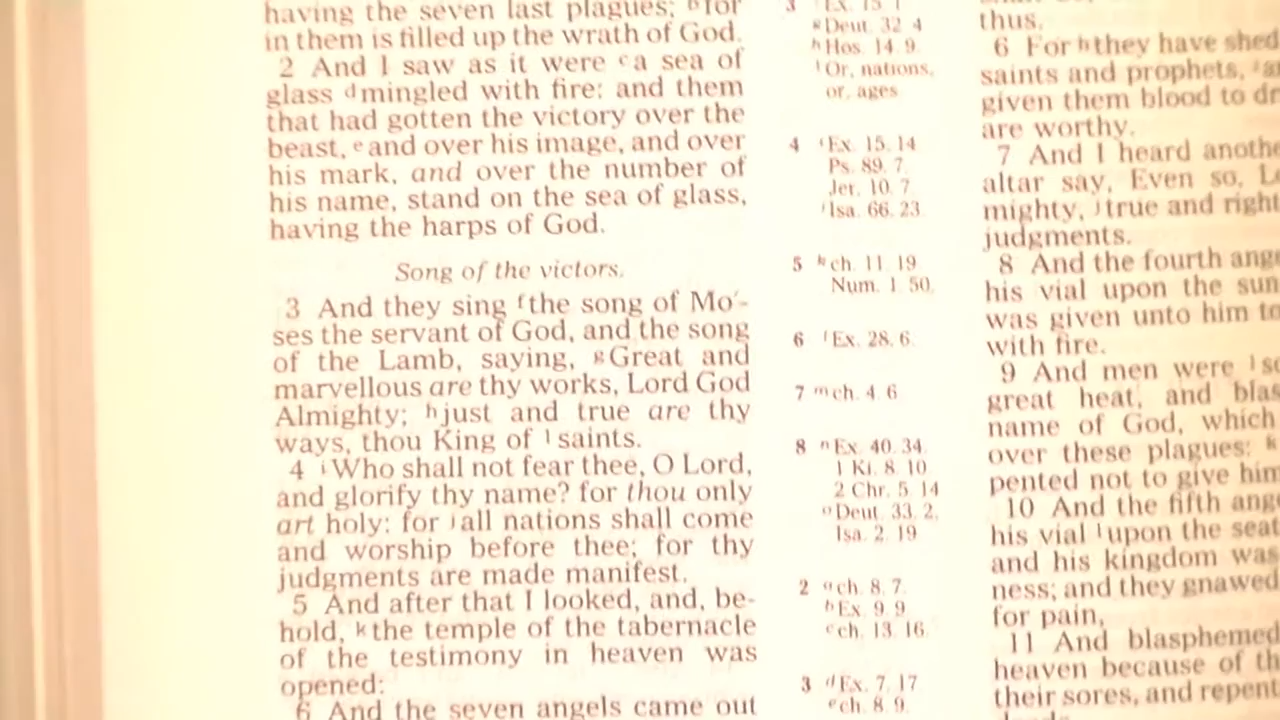 having the seven last plagues; b for
in them is filled up the wrath of God.
2 And I saw as it were c a sea of
glass d mingled with fire: and them
that had gotten the victory over the
beast, e and over his image, and over
his mark, and over the number of
his name, stand on the sea of glass,
having the harps of God.
Song of the victors.
3 And they sing f the song of Mo'-
ses the servant of God, and the song
of the Lamb, saying, g Great and
marvellous are thy works, Lord God
Almighty; h just and true are thy
ways, thou King of 1 saints.
4 i Who shall not fear thee, O Lord,
and glorify thy name? for thou only
art holy: for j all nations shall come
and worship before thee; for thy
judgments are made manifest.
5 And after that I looked, and, be-
hold, k the temple of the tabernacle
of the testimony in heaven was
opened:
6 And the seven angels came out
3 f Ex. 15. 1
g Deut. 32. 4
h Hos. 14. 9.
1 Or, nations,
or, ages
4 i Ex. 15. 14
Ps. 89. 7.
Jer. 10. 7.
j Isa. 66. 23
5 k ch. 11. 19
Num. 1. 50.
6 l Ex. 28. 6.
7 m ch. 4. 6
8 n Ex. 40. 34.
1 Ki. 8. 10
2 Chr. 5. 14
o Deut. 33. 2.
Isa. 2. 19
2 a ch. 8. 7.
b Ex. 9. 9.
c ch. 13. 16.
3 d Ex. 7. 17
e ch. 8. 9.
thus.
6 For h they have shed
saints and prophets,
given them blood to
are worthy.
7 And I heard
altar say, Even so,
mighty, j true and right
judgments.
8 And the fourth
his vial upon the sun
was given unto him to
with fire.
9 And men were
great heat, and
name of God, which
over these plagues: k
pented not to give him
10 And the fifth
his vial l upon the seat
and his kingdom was
ness; and they gnawed
for pain,
11 And blasphemed
heaven because of
their sores, and